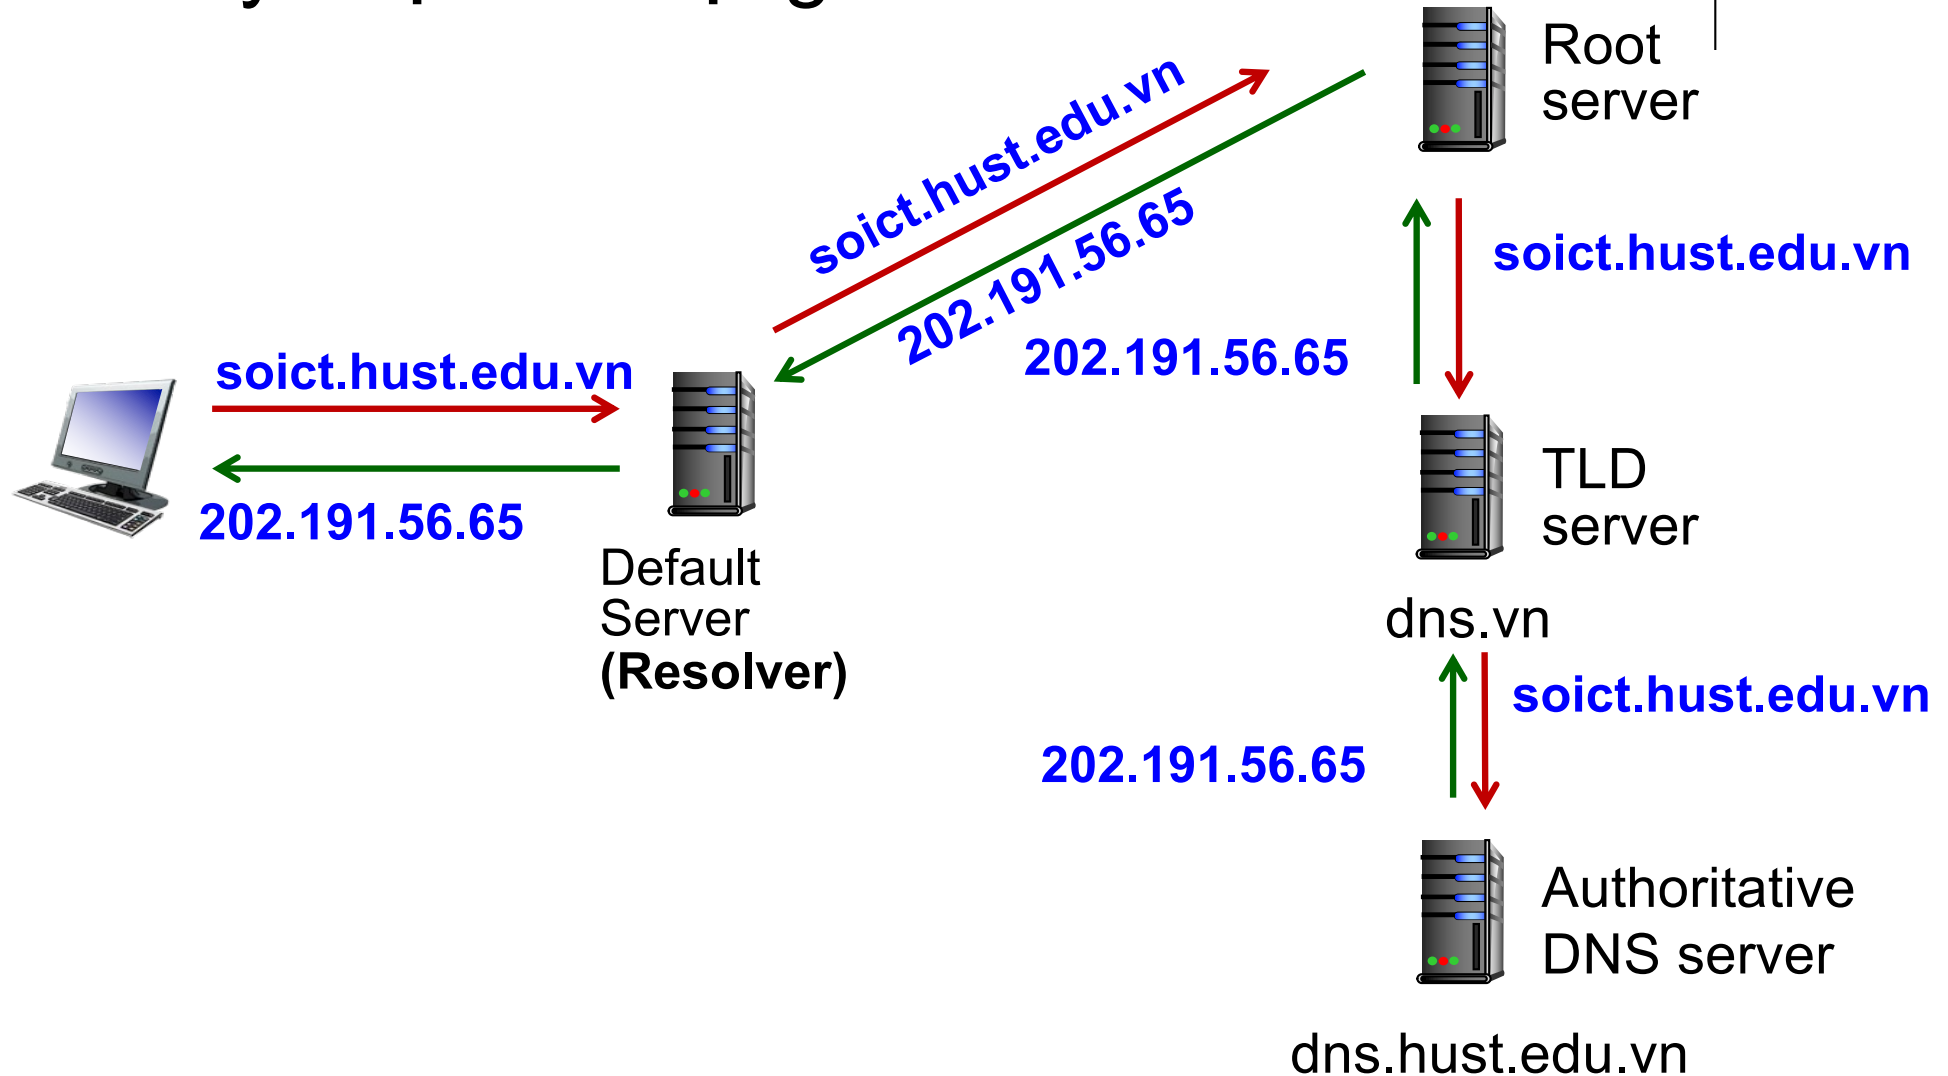 Root
server
soict.hust.edu.vn
202.191.56.65
soict.hust.edu.vn
202.191.56.65
soict.hust.edu.vn
202.191.56.65
Default
Server
(Resolver)
TLD
server
dns.vn
soict.hust.edu.vn
202.191.56.65
Authoritative
DNS server
dns.hust.edu.vn